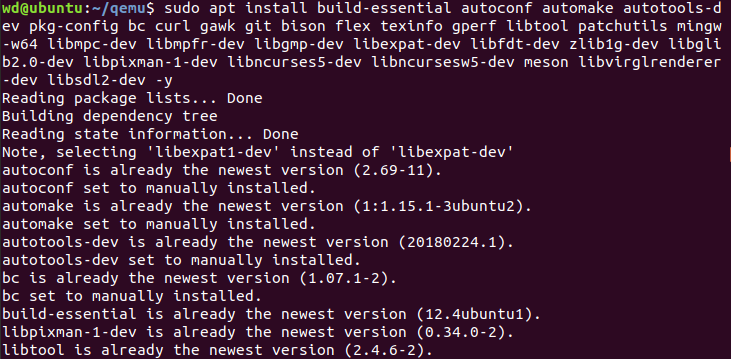 wd@ubuntu:~/qemu$ sudo apt install build-essential autoconf automake autotools-d
ev pkg-config bc curl gawk git bison flex texinfo gperf libtool patchutils mingw
-w64 libmpc-dev libmpfr-dev libgmp-dev libexpat-dev libfdt-dev zlib1g-dev libgli
b2.0-dev libpixman-1-dev libncurses5-dev libncursesw5-dev meson libvirglrenderer
-dev libsdl2-dev -y
Reading package lists... Done
Building dependency tree
Reading state information... Done
Note, selecting 'libexpat1-dev' instead of 'libexpat-dev'
autoconf is already the newest version (2.69-11).
autoconf set to manually installed.
automake is already the newest version (1:1.15.1-3ubuntu2).
automake set to manually installed.
autotools-dev is already the newest version (20180224.1).
autotools-dev set to manually installed.
bc is already the newest version (1.07.1-2).
bc set to manually installed.
build-essential is already the newest version (12.4ubuntu1).
libpixman-1-dev is already the newest version (0.34.0-2).
libtool is already the newest version (2.4.6-2).